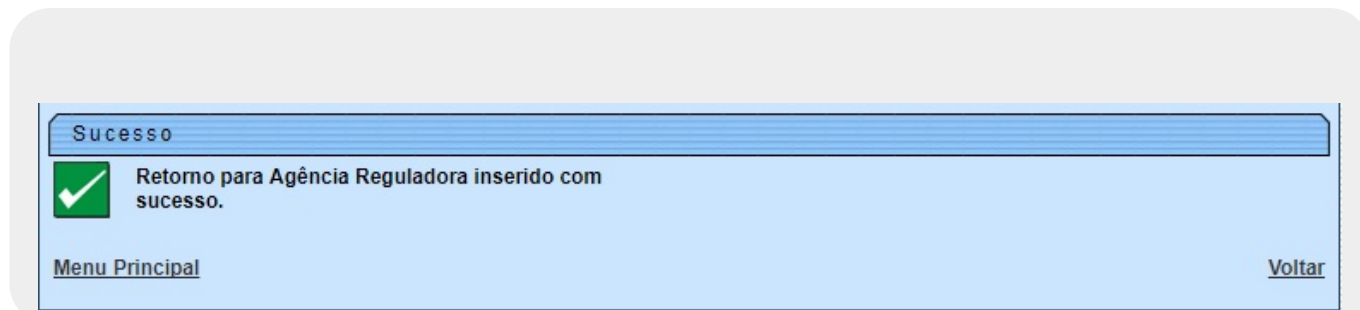 Sucesso
Retorno para Agência Reguladora inserido com
sucesso.
Menu Principal
Voltar